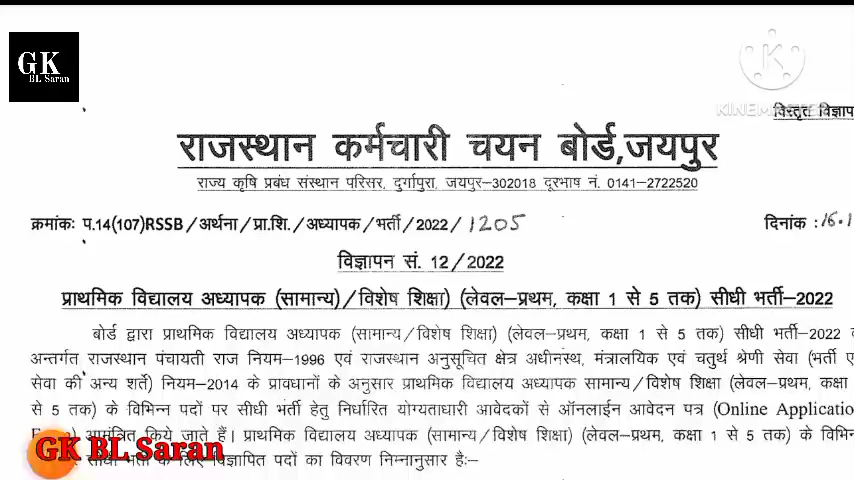 GK
BL Saran
KINEMASTER
विस्तृत
राजस्थान कर्मचारी चयन बोर्ड,जयपुर
राज्य कृषि प्रबंध संस्थान परिसर, दुर्गापुरा, जयपुर-302018 दूरभाष नं. 0141-2722520
क्रमांकः प.14(107)RSSB/अर्थना/प्रा.शि./अध्यापक/भर्ती/2022/1205
दिनांक :16.1
विज्ञापन सं. 12/2022
प्राथमिक विद्यालय अध्यापक (सामान्य)/विशेष शिक्षा) (लेवल-प्रथम, कक्षा 1 से 5 तक) सीधी भर्ती-2022
बोर्ड द्वारा प्राथमिक विद्यालय अध्यापक (सामान्य/विशेष शिक्षा) (लेवल-प्रथम, कक्षा 1 से 5 तक) सीधी भर्ती-2022
अन्तर्गत राजस्थान पंचायती राज नियम-1996 एवं राजस्थान अनुसूचित क्षेत्र अधीनस्थ, मंत्रालयिक एवं चतुर्थ श्रेणी सेवा (भर्ती
सेवा की अन्य शर्ते) नियम-2014 के प्रावधानों के अनुसार प्राथमिक विद्यालय अध्यापक सामान्य/विशेष शिक्षा) (लेवल-प्रथम, कक्षा
से 5 तक) के विभिन्न पदों पर सीधी भर्ती हेतु निर्धारित योग्यताधारी आवेदकों से ऑनलाईन आवेदन पत्र (Online
आमंत्रित किये जाते हैं। प्राथमिक विद्यालय अध्यापक (सामान्य/विशेष शिक्षा) (लेवल-प्रथम, कक्षा 1 से 5 तक) के
के लिए विज्ञापित पदों का विवरण निम्नानुसार हैः-
GK BL Saran